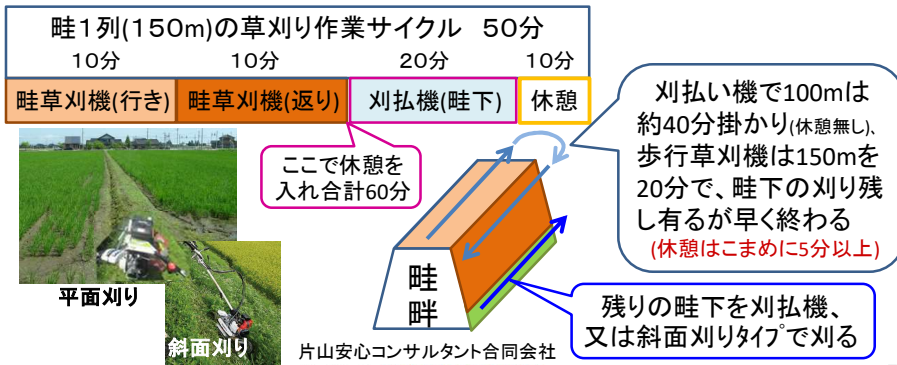 畦1列(150m)の草刈り作業サイクル　50分
10分　10分　20分　10分
畦草刈機(行き)　畦草刈機(返り)　刈払機(畦下)　休憩
ここで休憩を
入れ合計60分
刈払い機で100mは
約40分掛かり(休憩無し)、
歩行草刈機は150mを
20分で、畦下の刈り残
し有るが早く終わる
(休憩はこまめに5分以上)
平面刈り
斜面刈り
畦
畔
残りの畦下を刈払機、
又は斜面刈りタイプで刈る
片山安心コンサルタント合同会社